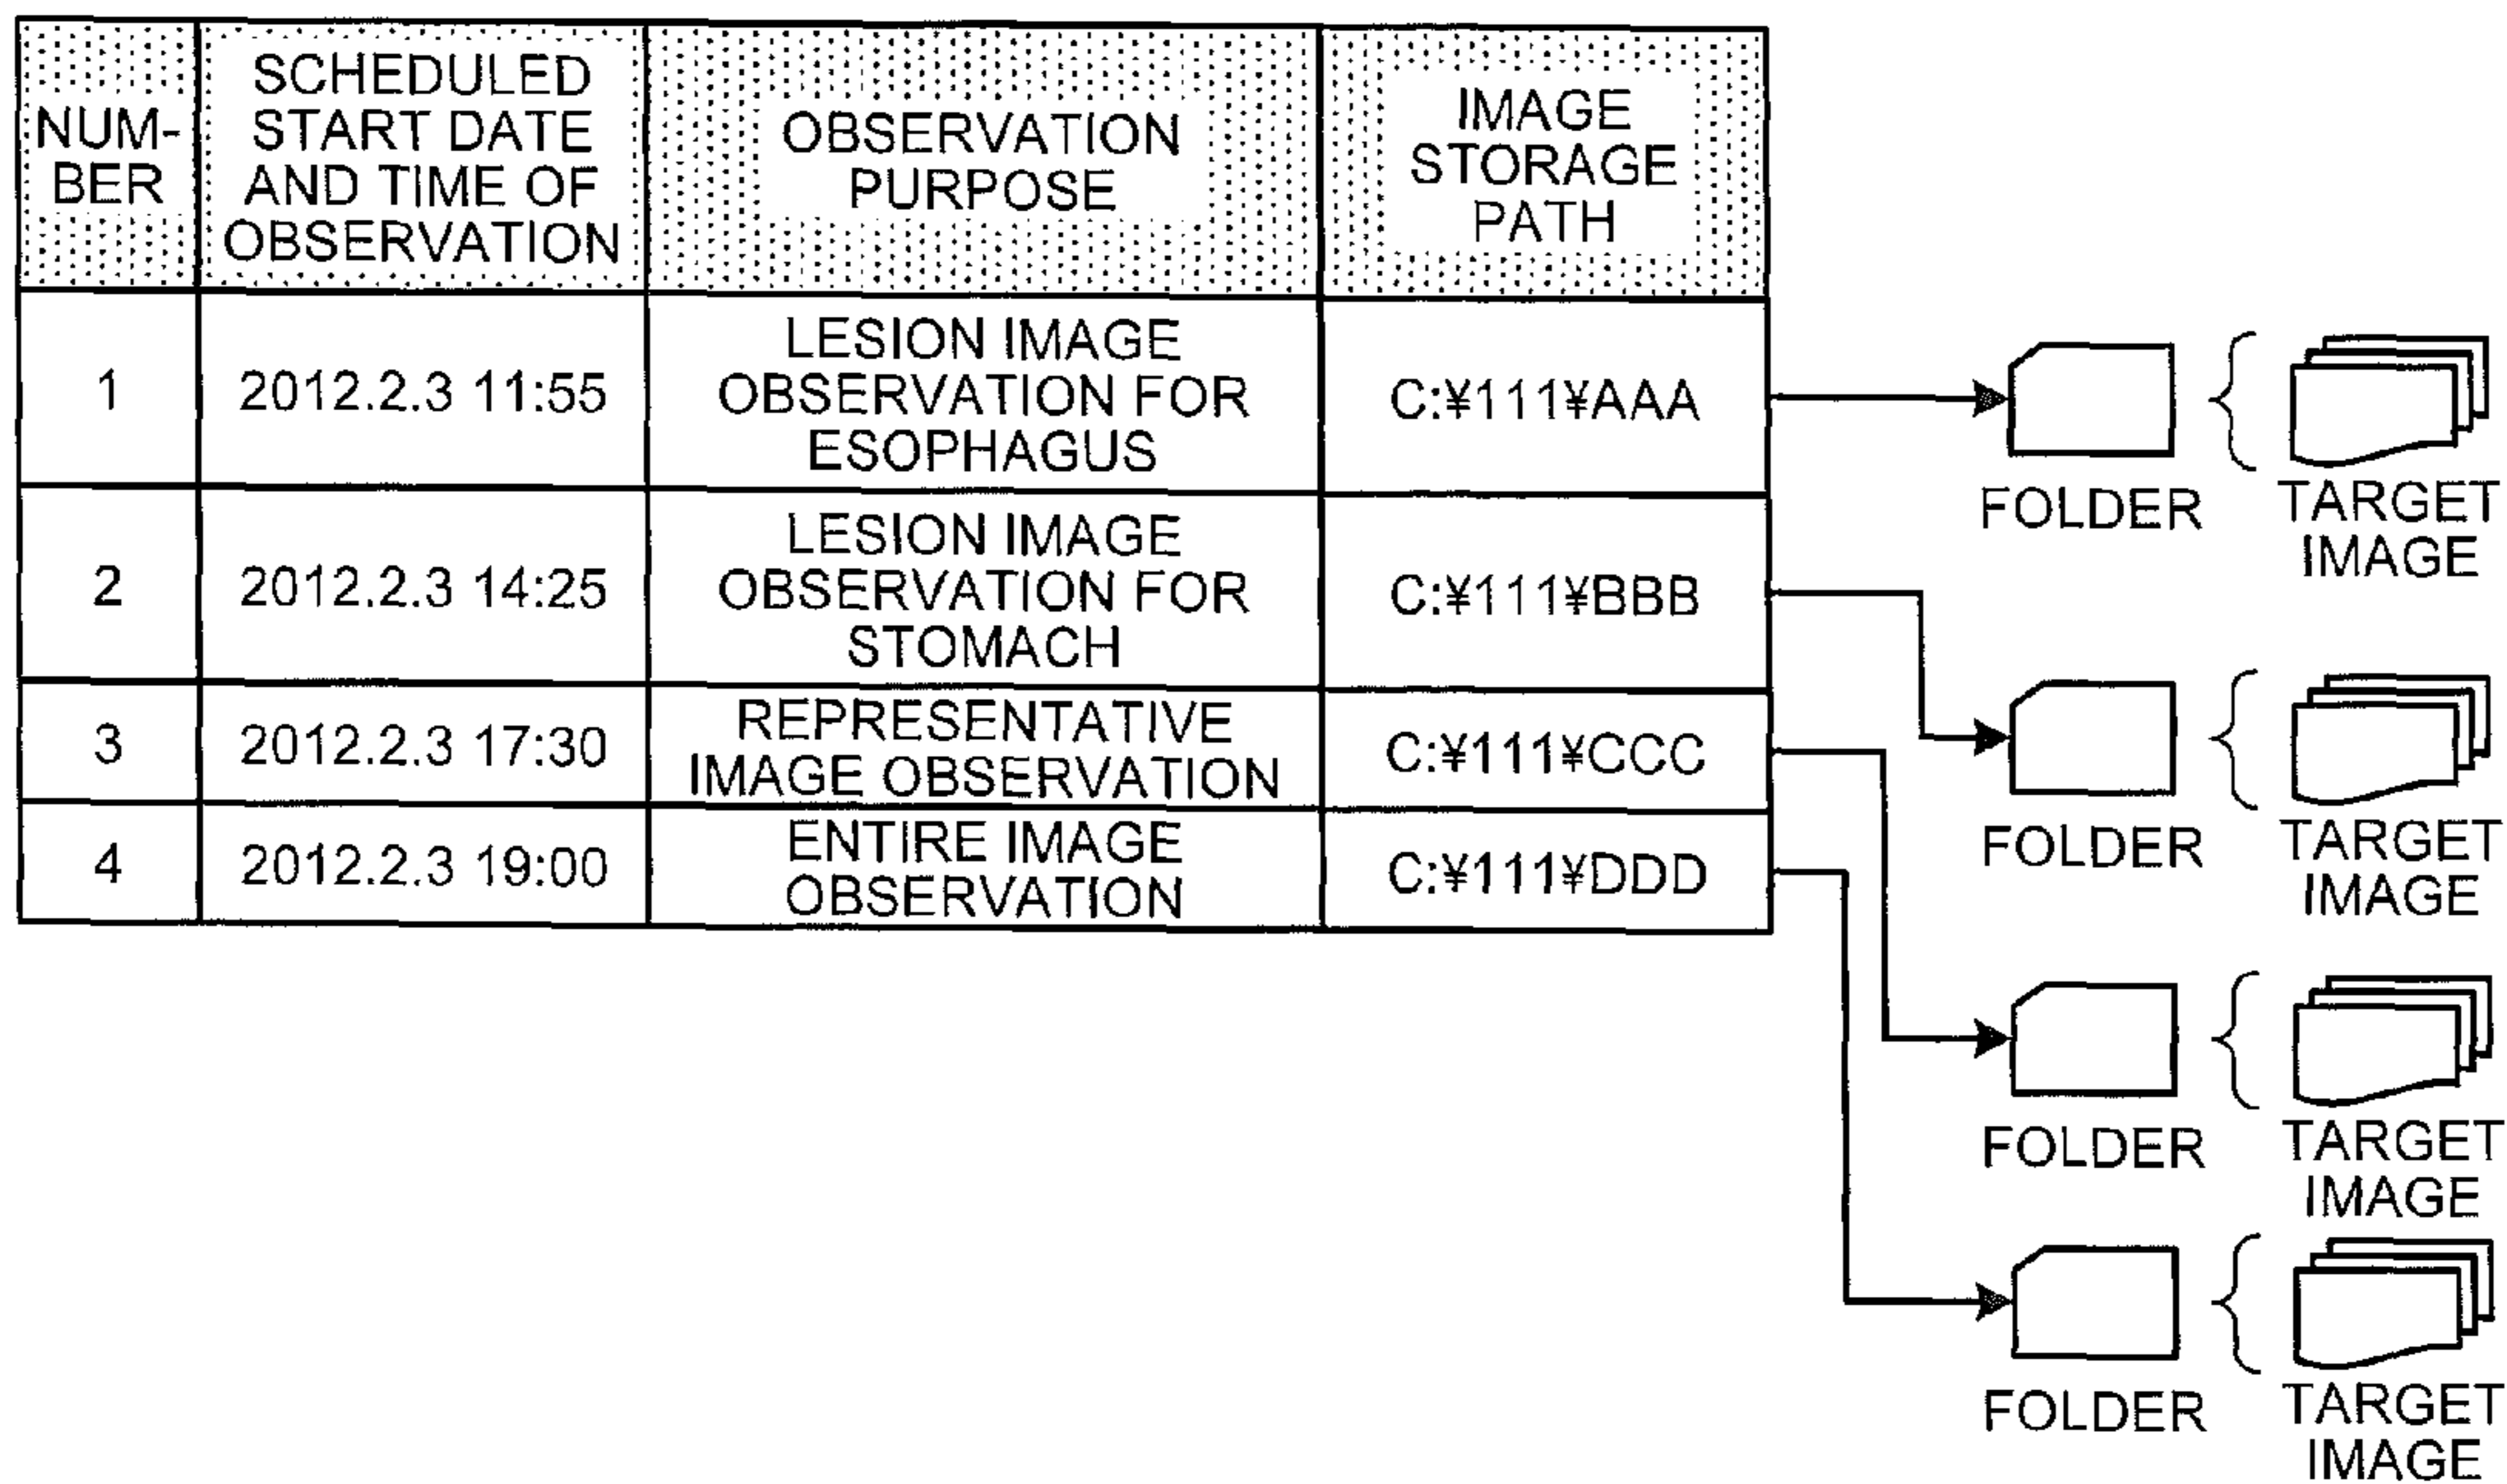 NUM-
BER
SCHEDULED
START DATE
AND TIME OF
OBSERVATION
OBSERVATION
PURPOSE
IMAGE
STORAGE
PATH
1
2012.2.3 11:55
LESION IMAGE
OBSERVATION FOR
ESOPHAGUS
C:¥111¥AAA
2
2012.2.3 14:25
LESION IMAGE
OBSERVATION FOR
STOMACH
C:¥111¥BBB
3
2012.2.3 17:30
REPRESENTATIVE
IMAGE OBSERVATION
C:¥111¥CCC
4
2012.2.3 19:00
ENTIRE IMAGE
OBSERVATION
C:¥111¥DDD
FOLDER
TARGET
IMAGE
FOLDER
TARGET
IMAGE
FOLDER
TARGET
IMAGE
FOLDER
TARGET
IMAGE